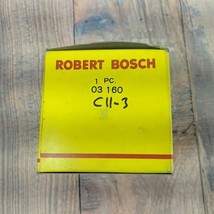 ROBERT BOSCH
1 PC.
03 160
C11-3